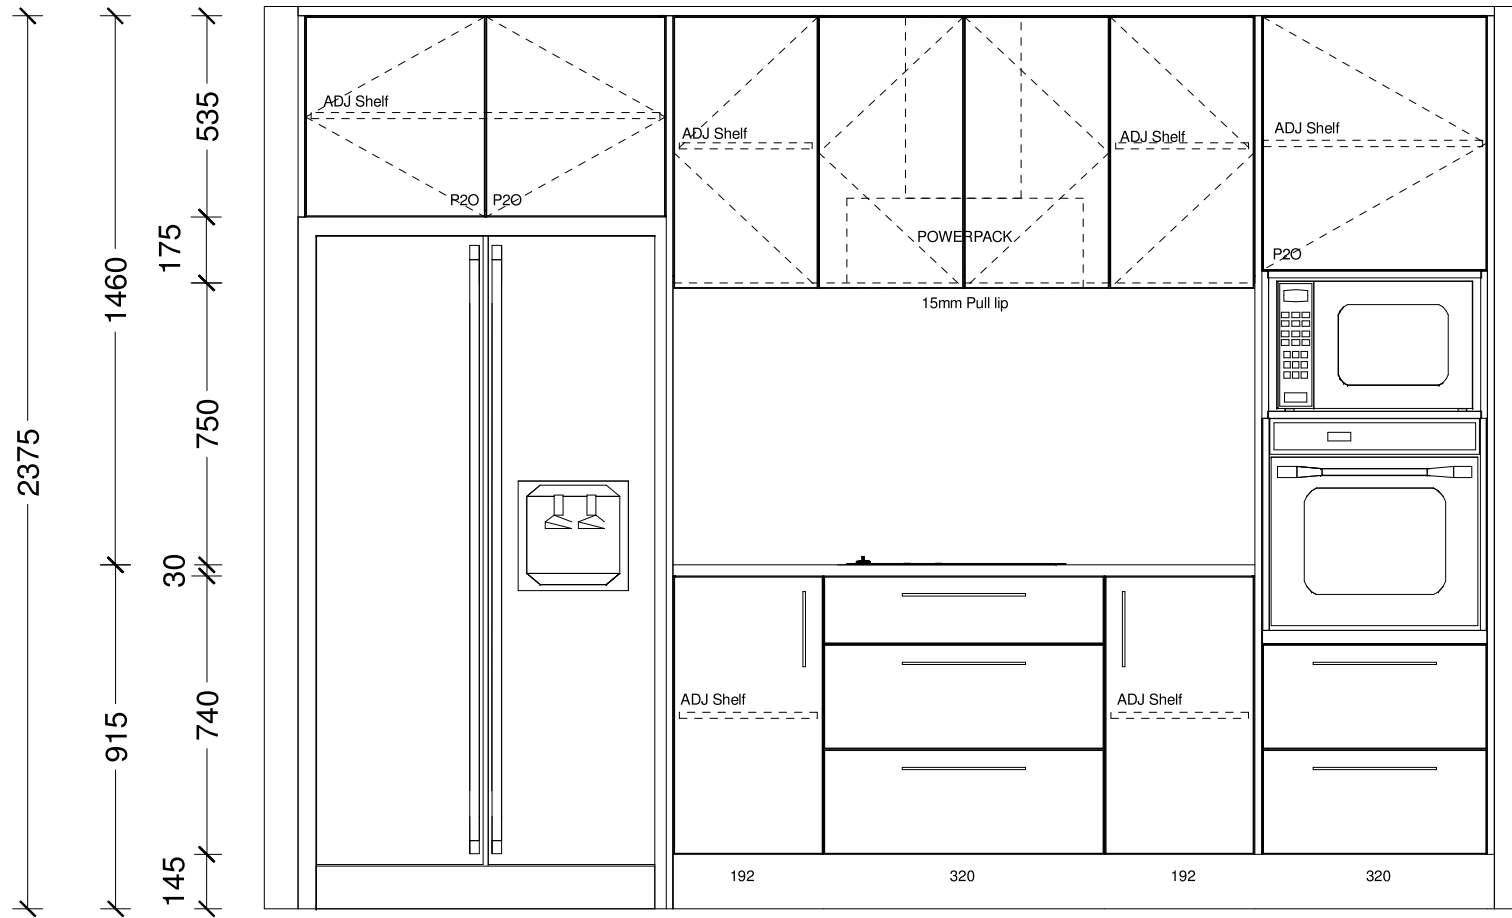 2375
1460
915
535
175
750
30
740
145
ADJ Shelf
P2O P2O
ADJ Shelf
POWERPACK
15mm Pull lip
ADJ Shelf
ADJ Shelf
P2O
ADJ Shelf
ADJ Shelf
192
320
192
320